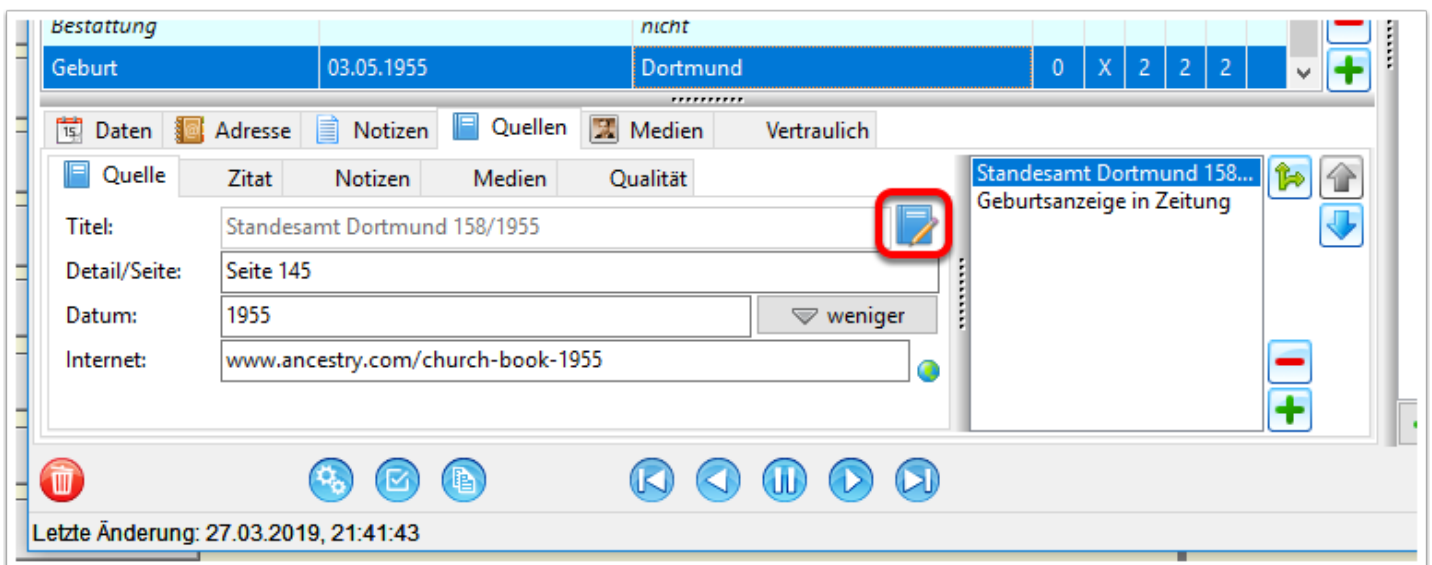 Bestattung nicht
Geburt 03.05.1955 Dortmund 0 X 2 2 2
15 Daten Adresse Notizen Quellen Medien Vertraulich
Quelle Zitat Notizen Medien Qualität
Titel: Standesamt Dortmund 158/1955
Detail/Seite: Seite 145
Datum: 1955 weniger
Internet: www.ancestry.com/church-book-1955
Standesamt Dortmund 158...
Geburtsanzeige in Zeitung
Letzte Änderung: 27.03.2019, 21:41:43